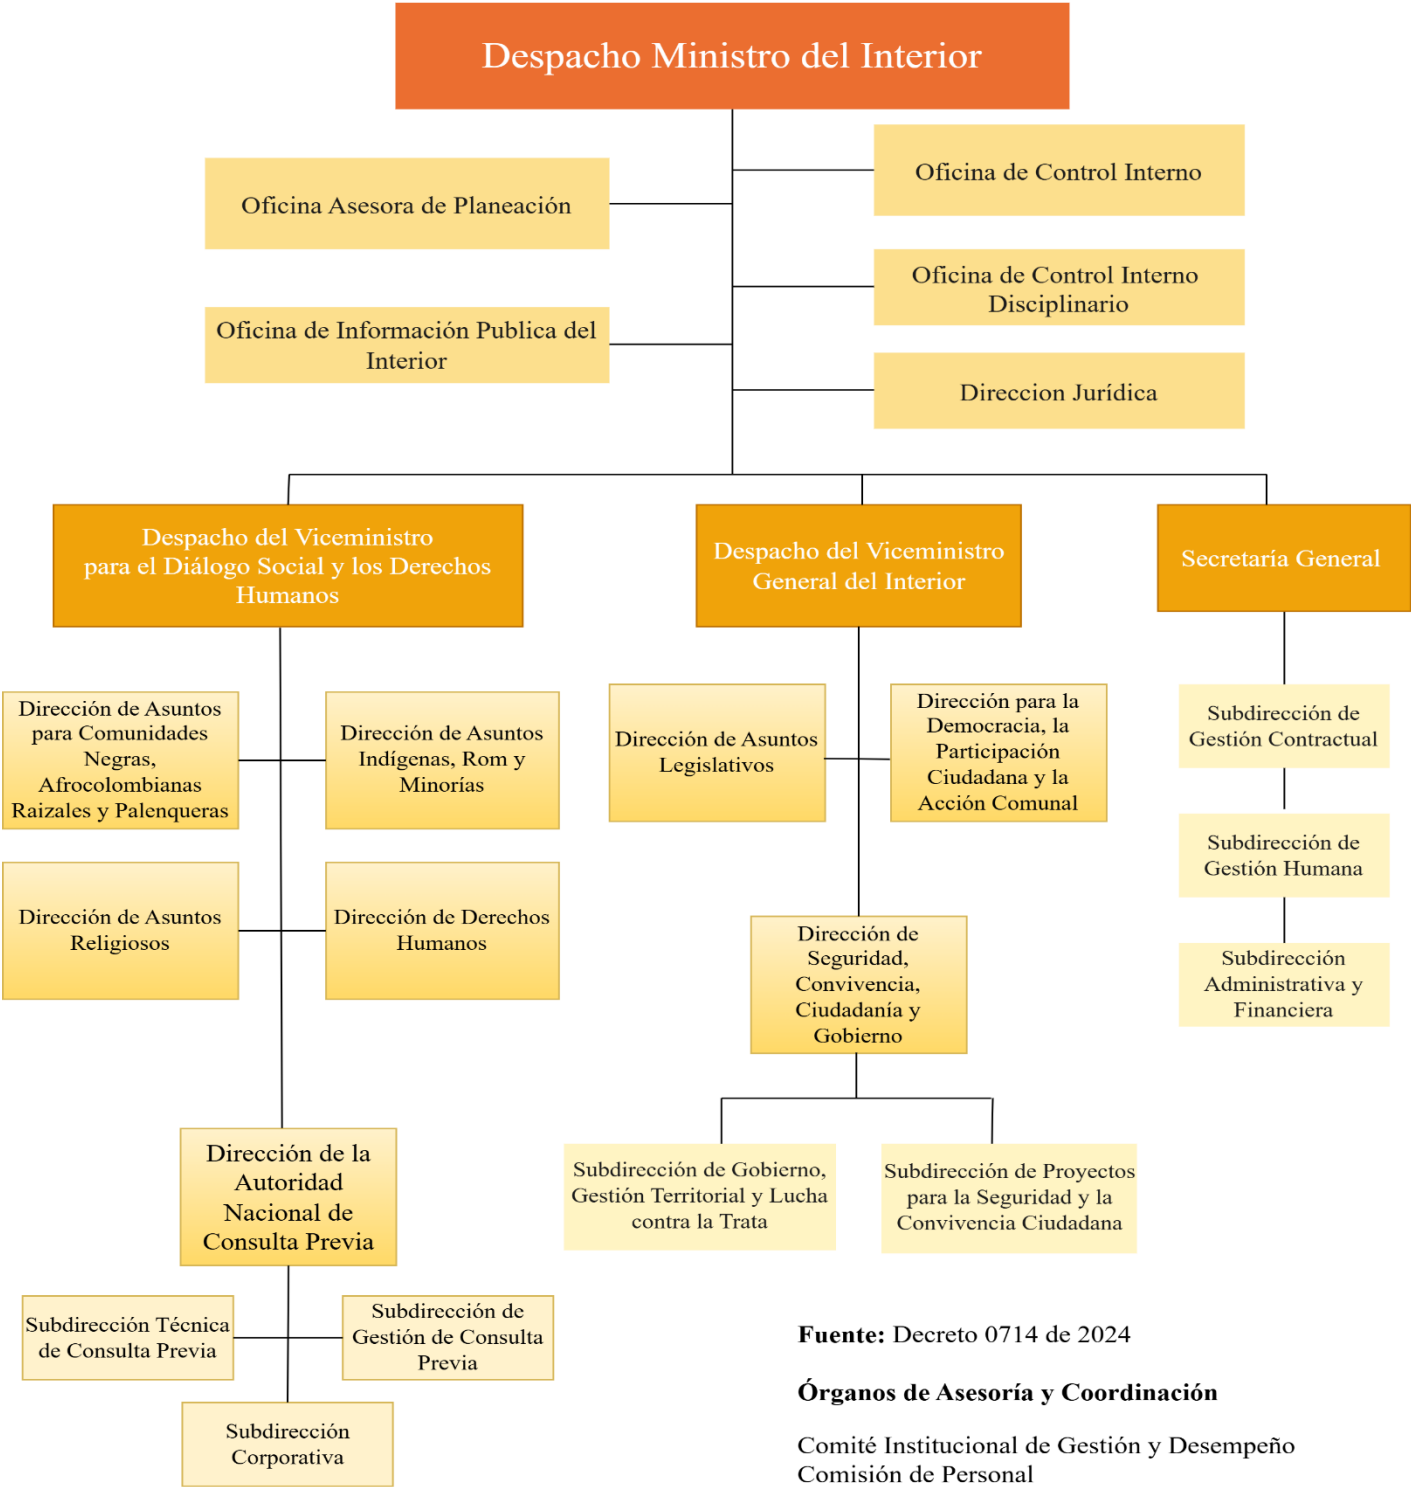 Despacho Ministro del Interior
Oficina de Control Interno
Oficina Asesora de Planeación
Oficina de Control Interno
Disciplinario
Oficina de Información Publica del
Interior
Direccion Jurídica
Despacho del Viceministro
para el Diálogo Social y los Derechos
Humanos
Despacho del Viceministro
General del Interior
Secretaría General
Dirección de Asuntos
para Comunidades
Negras,
Afrocolombianas
Raizales y Palenqueras
Dirección de Asuntos
Indígenas, Rom y
Minorías
Dirección de Asuntos
Legislativos
Dirección para la
Democracia, la
Participación
Ciudadana y la
Acción Comunal
Subdirección de
Gestión Contractual
Subdirección de
Gestión Humana
Dirección de Asuntos
Religiosos
Dirección de Derechos
Humanos
Dirección de
Seguridad,
Convivencia,
Ciudadanía y
Gobierno
Subdirección
Administrativa y
Financiera
Dirección de la
Autoridad
Nacional de
Consulta Previa
Subdirección de Gobierno,
Gestión Territorial y Lucha
contra la Trata
Subdirección de Proyectos
para la Seguridad y la
Convivencia Ciudadana
Subdirección Técnica
de Consulta Previa
Subdirección de
Gestión de Consulta
Previa
Subdirección
Corporativa
Fuente: Decreto 0714 de 2024
Órganos de Asesoría y Coordinación
Comité Institucional de Gestión y Desempeño
Comisión de Personal